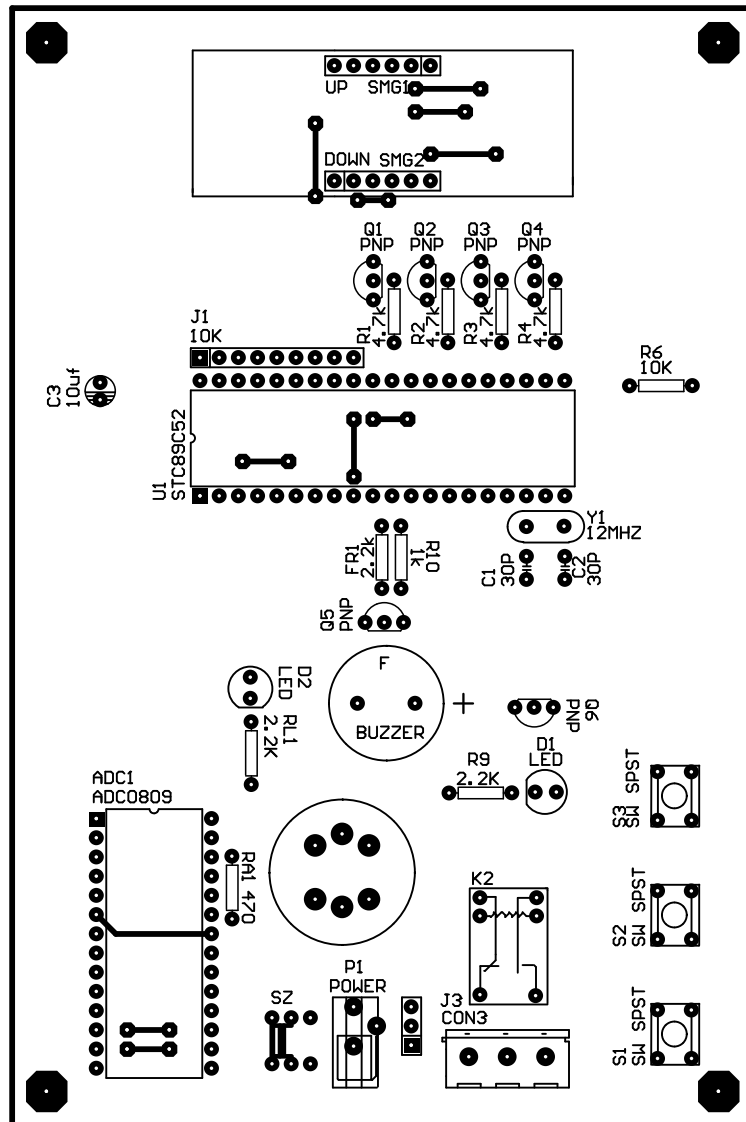 UP SMG1
DOWN SMG2
Q1
PNP
Q2
PNP
Q3
PNP
Q4
PNP
R1
4.7k
R2
4.7k
R3
4.7k
R4
4.7k
J1
10K
C3
10uf
R6
10K
U1
STC89C52
Y1
12MHZ
C1
30P
C2
30P
FR1
2.2k
R10
1k
Q5
PNP
F
BUZZER
D2
LED
RL1
2.2K
Q6
PNP
D1
LED
R9
2.2K
ADC1
ADC0809
RA1 470
S3
SW SPST
K2
S2
SW SPST
P1
POWER
SZ
J3
CON3
S1
SW SPST